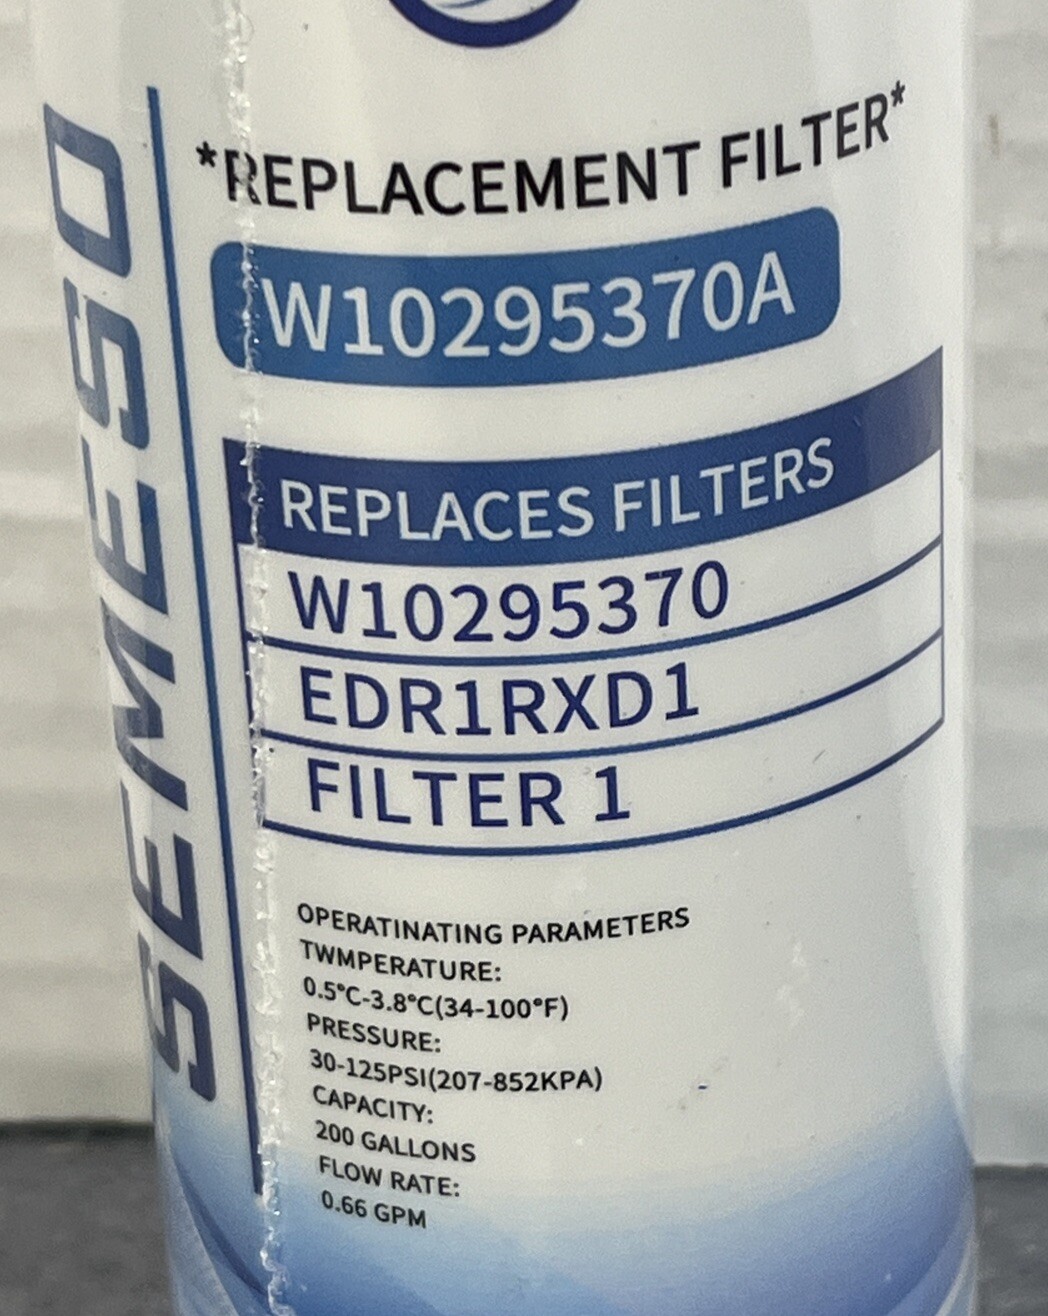 SEMESO
*REPLACEMENT FILTER*
W10295370A
REPLACES FILTERS
W10295370
EDR1RXD1
FILTER 1
OPERATINATING PARAMETERS
TWMPERATURE:
0.5°C-3.8°C(34-100°F)
PRESSURE:
30-125PSI(207-852KPA)
CAPACITY:
200 GALLONS
FLOW RATE:
0.66 GPM